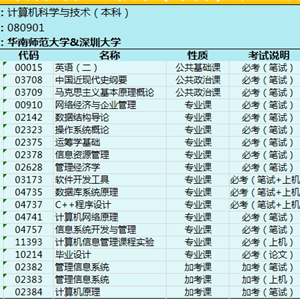 ：计算机科学与技术（本科）
：080901
：华南师范大学&深圳大学
代码 名称 性质 考试说明
00015 英语（二） 公共基础课 必考（笔试）
03708 中国近现代史纲要 公共政治课 必考（笔试）
03709 马克思主义基本原理概论 公共政治课 必考（笔试）
00910 网络经济与企业管理 专业课 必考（笔试）
02142 数据结构导论 专业课 必考（笔试）
02323 操作系统概论 专业课 必考（笔试）
02375 运筹学基础 专业课 必考（笔试）
02378 信息资源管理 专业课 必考（笔试）
02628 管理经济学 专业课 必考（笔试）
03173 软件开发工具 专业课 必考（笔试+上机
04735 数据库系统原理 专业课 必考（笔试+上机
04737 C++程序设计 专业课 必考（笔试+上机
04741 计算机网络原理 专业课 必考（笔试）
04757 信息系统开发与管理 专业课 必考（笔试）
11393 计算机信息管理课程实验 专业课 必考（上机）
10214 毕业设计 专业课 必考（论文）
02382 管理信息系统 加考课 必考（笔试）
02383 管理信息系统 加考课 必考（上机）
02384 计算机原理 加考课 必考（笔试）